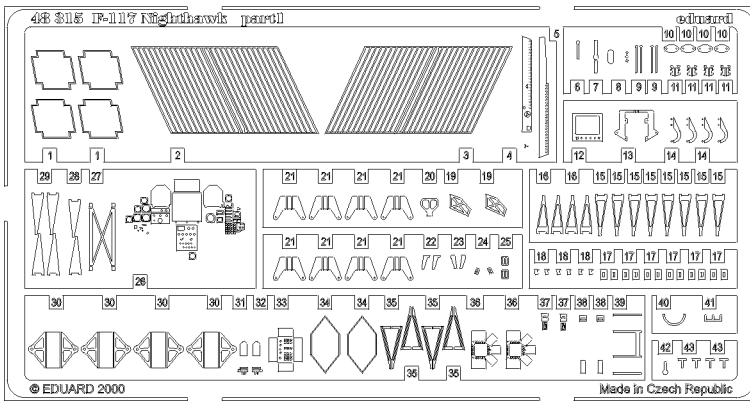 48 315 F-117 Nighthawk part1 eduard
5
10 10 10 10
6 7 8 9 9 11 11 11 11
1 1 2 3 4 12 13 14 14
29 28 27 21 21 21 21 20 19 19 16 16 15 15 15 15 15 15 15
21 21 21 21 22 23 24 25 18 18 18 17 17 17 17 17
26
30 30 30 30 31 32 33 34 34 35 35 36 36 37 37 38 38 39 40 41
42 43 43
35 35
© EDUARD 2000 Made in Czech Republic